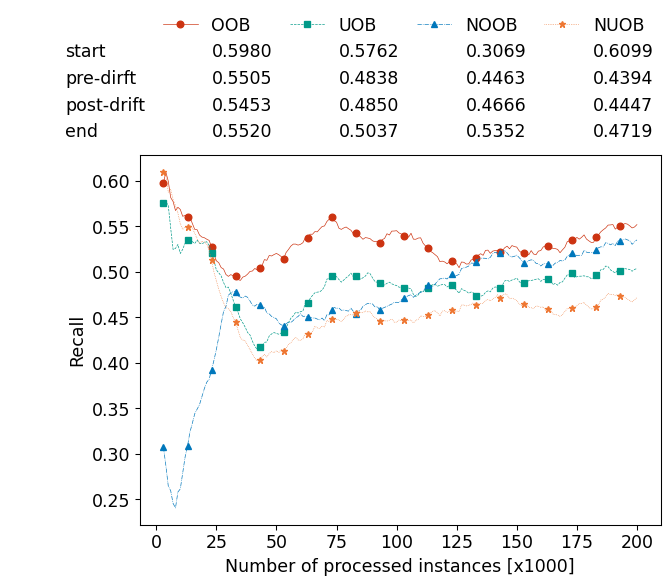 OOB UOB NOOB NUOB
start 0.5980 0.5762 0.3069 0.6099
pre-dirft 0.5505 0.4838 0.4463 0.4394
post-drift 0.5453 0.4850 0.4666 0.4447
end 0.5520 0.5037 0.5352 0.4719
0.60
0.55
0.50
0.45
0.40
0.35
0.30
0.25
Recall
0 25 50 75 100 125 150 175 200
Number of processed instances [x1000]